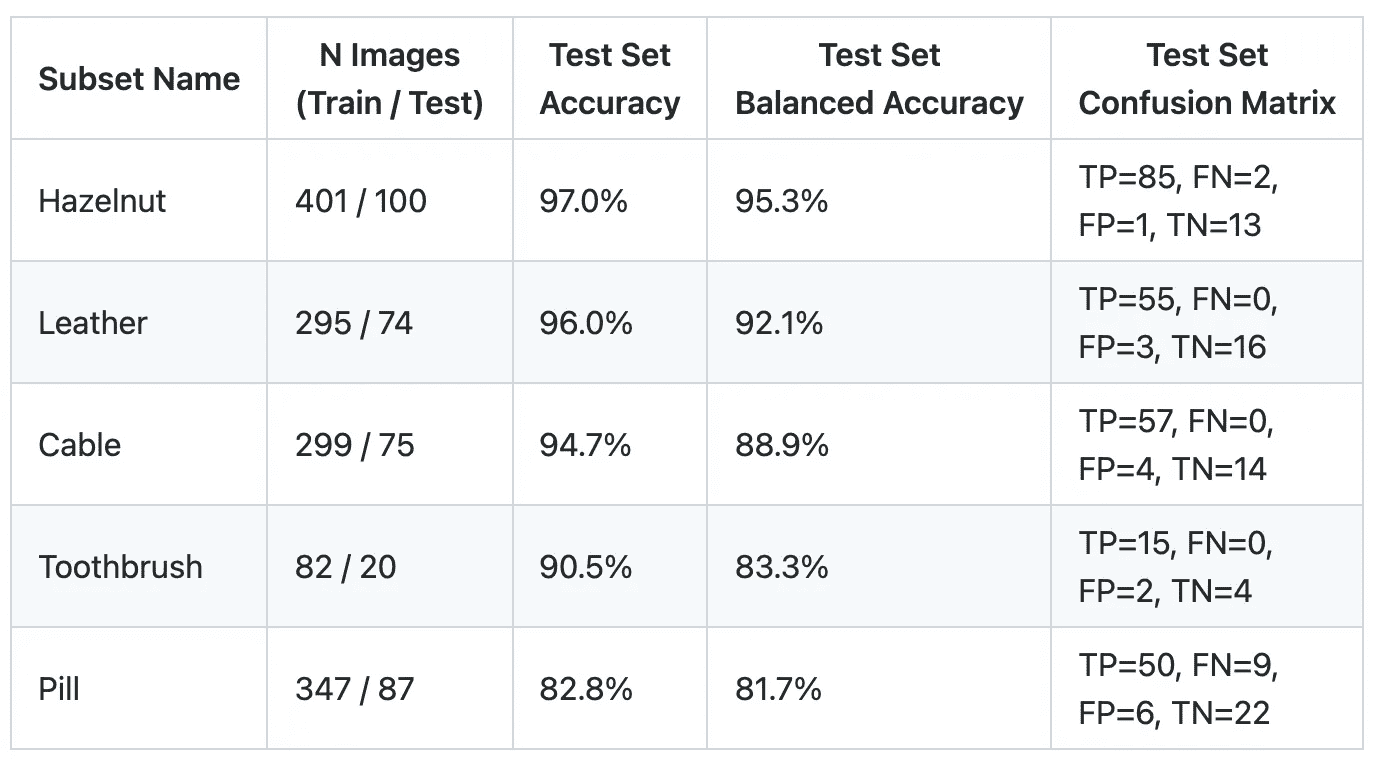 Subset Name
N Images
(Train / Test)
Test Set
Accuracy
Test Set
Balanced Accuracy
Test Set
Confusion Matrix
Hazelnut
401 / 100
97.0%
95.3%
TP=85, FN=2,
FP=1, TN=13
Leather
295 / 74
96.0%
92.1%
TP=55, FN=0,
FP=3, TN=16
Cable
299 / 75
94.7%
88.9%
TP=57, FN=0,
FP=4, TN=14
Toothbrush
82 / 20
90.5%
83.3%
TP=15, FN=0,
FP=2, TN=4
Pill
347 / 87
82.8%
81.7%
TP=50, FN=9,
FP=6, TN=22